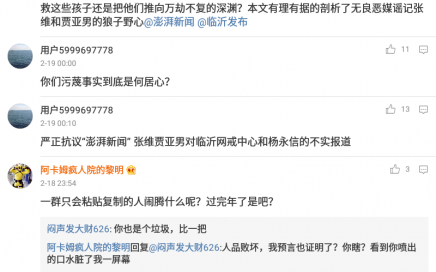 救这些孩子还是把他们推向万劫不复的深渊？本文有理有据的剖析了无良恶媒谣记张
维和贾亚男的狼子野心@澎湃新闻 @临沂发布
用户5999697778
2-19 00:11
11
你们污蔑事实到底是何居心？
用户5999697778
2-19 00:10
13
严正抗议“澎湃新闻” 张维贾亚男对临沂网戒中心和杨永信的不实报道
阿卡姆疯人院的黎明
2-18 23:54
3
一群只会粘贴复制的人闹腾什么呢？过完年了是吧？
闷声发大财626: 你也是个垃圾，比一把
阿卡姆疯人院的黎明回复@闷声发大财626:人品败坏，我预言也证明了？你瞎？看到你喷出
的口水脏了我一屏幕